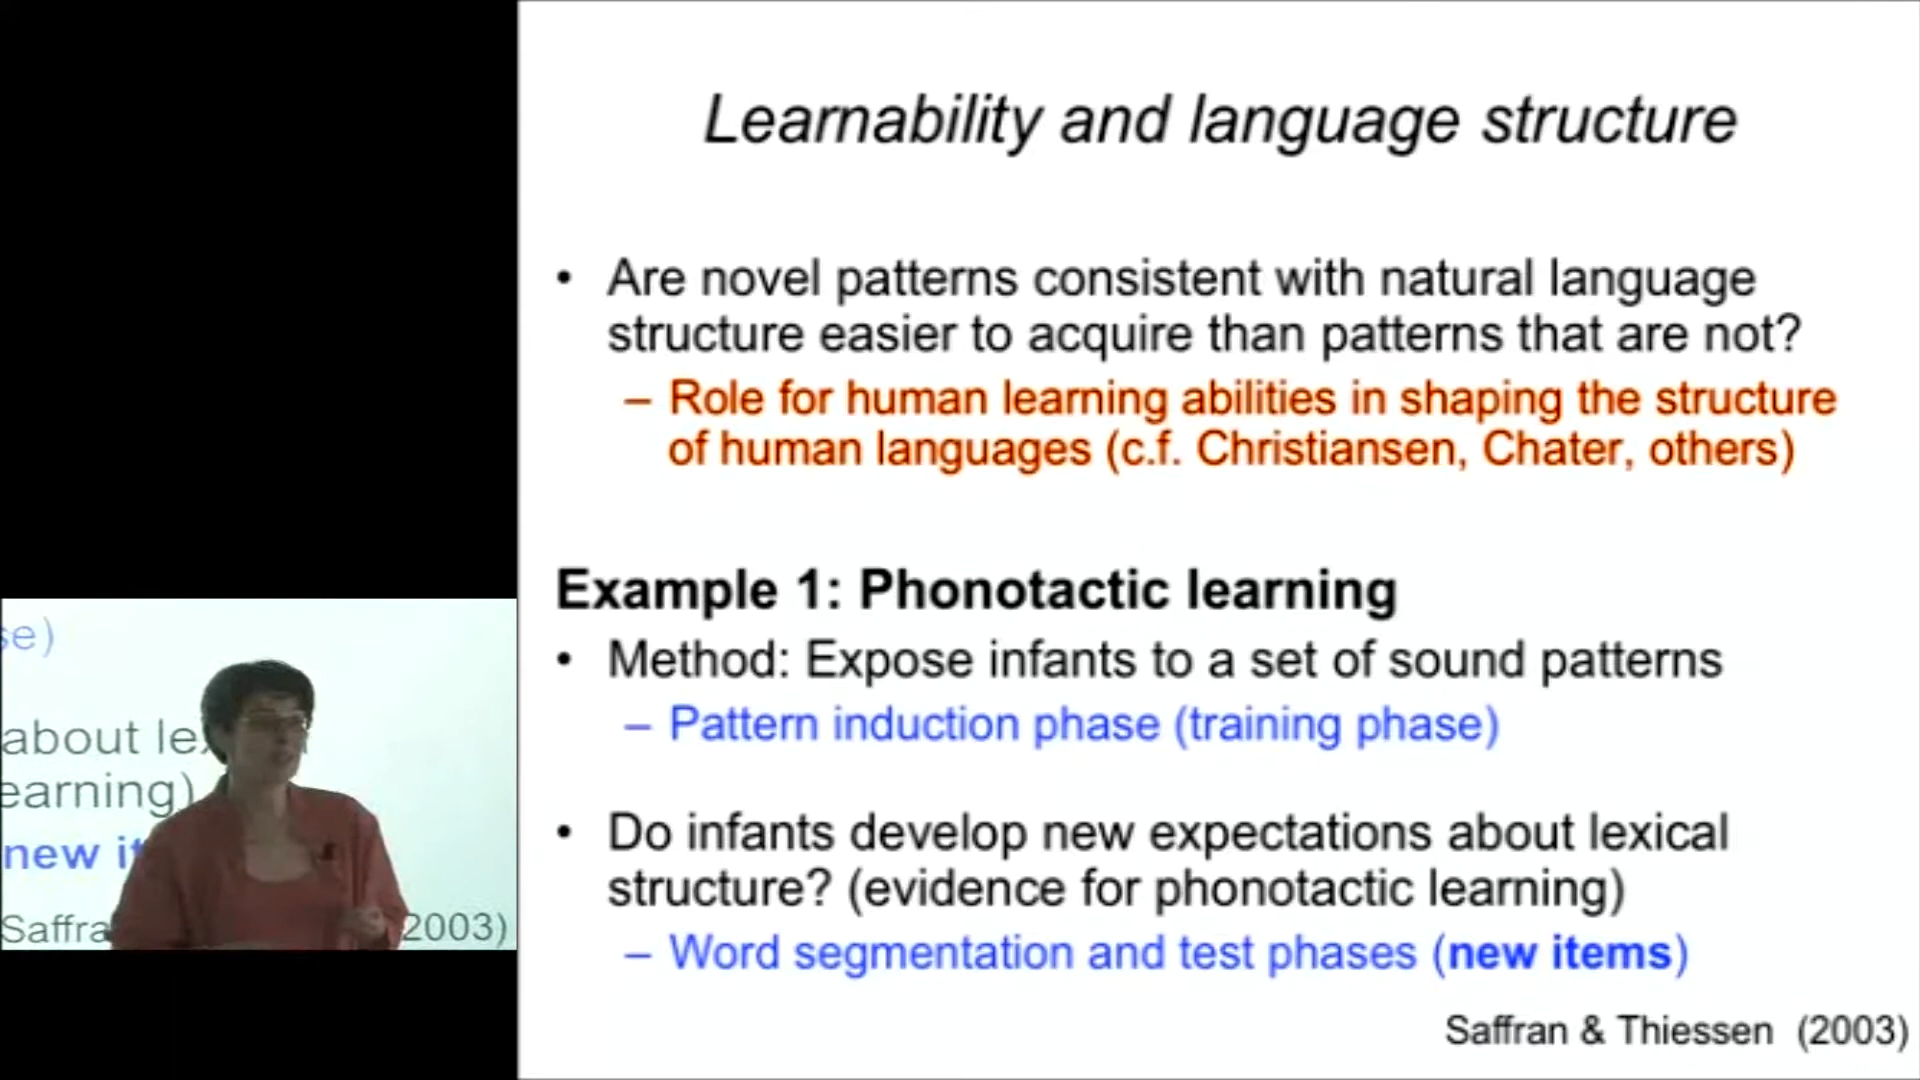 Learnability and language structure
• Are novel patterns consistent with natural language
structure easier to acquire than patterns that are not?
– Role for human learning abilities in shaping the structure
of human languages (c.f. Christiansen, Chater, others)
Example 1: Phonotactic learning
• Method: Expose infants to a set of sound patterns
– Pattern induction phase (training phase)
• Do infants develop new expectations about lexical
structure? (evidence for phonotactic learning)
– Word segmentation and test phases (new items)
Saffran & Thiessen (2003)
se)
about le
earning)
new it
Saffra 2003)